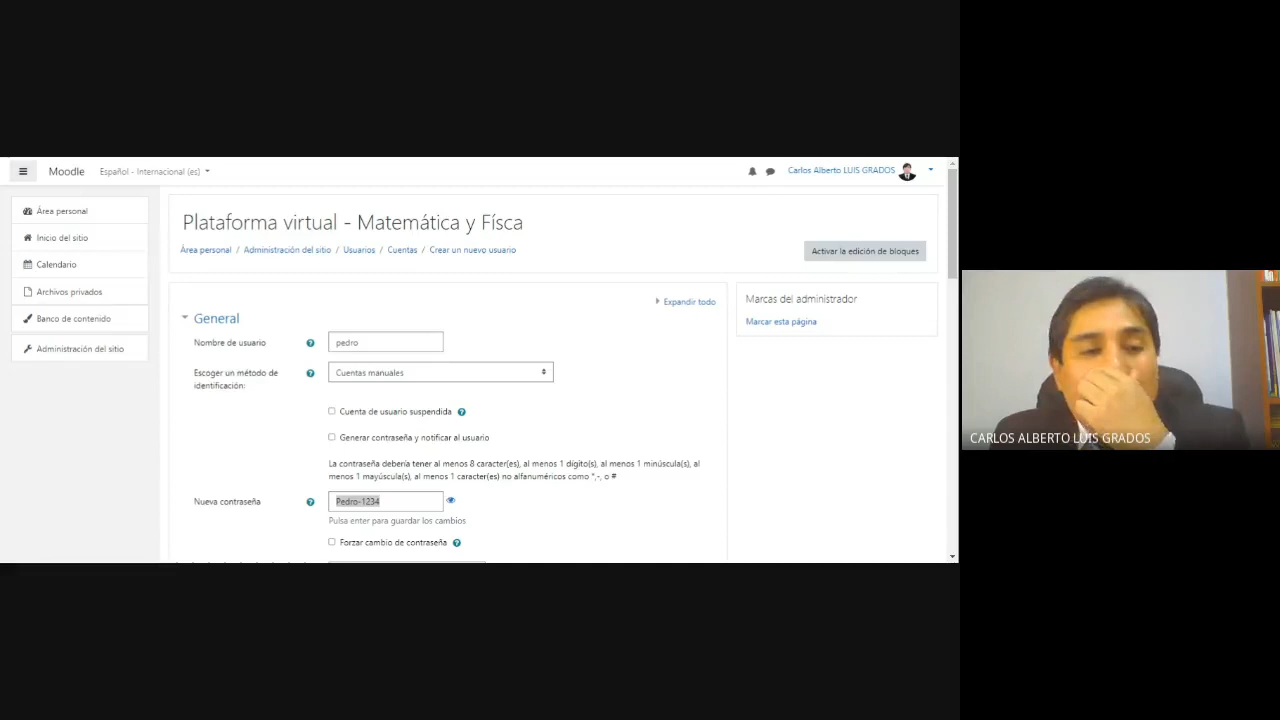 Moodle Español - Internacional (es) Carlos Alberto LUIS GRADOS
Área personal
Inicio del sitio
Calendario
Archivos privados
Banco de contenido
Administración del sitio
Plataforma virtual - Matemática y Físca
Área personal / Administración del sitio / Usuarios / Cuentas / Crear un nuevo usuario
Activar la edición de bloques
Expandir todo
General
Nombre de usuario
pedro
Escoger un método de
identificación:
Cuentas manuales
Cuenta de usuario suspendida
Generar contraseña y notificar al usuario
La contraseña debería tener al menos 8 caracter(es), al menos 1 dígito(s), al menos 1 minúscula(s), al
menos 1 mayúscula(s), al menos 1 caracter(es) no alfanuméricos como *,-, o #
Nueva contraseña
Pedro-1234
Pulsa enter para guardar los cambios
Forzar cambio de contraseña
Marcas del administrador
Marcar esta página
CARLOS ALBERTO LUIS GRADOS